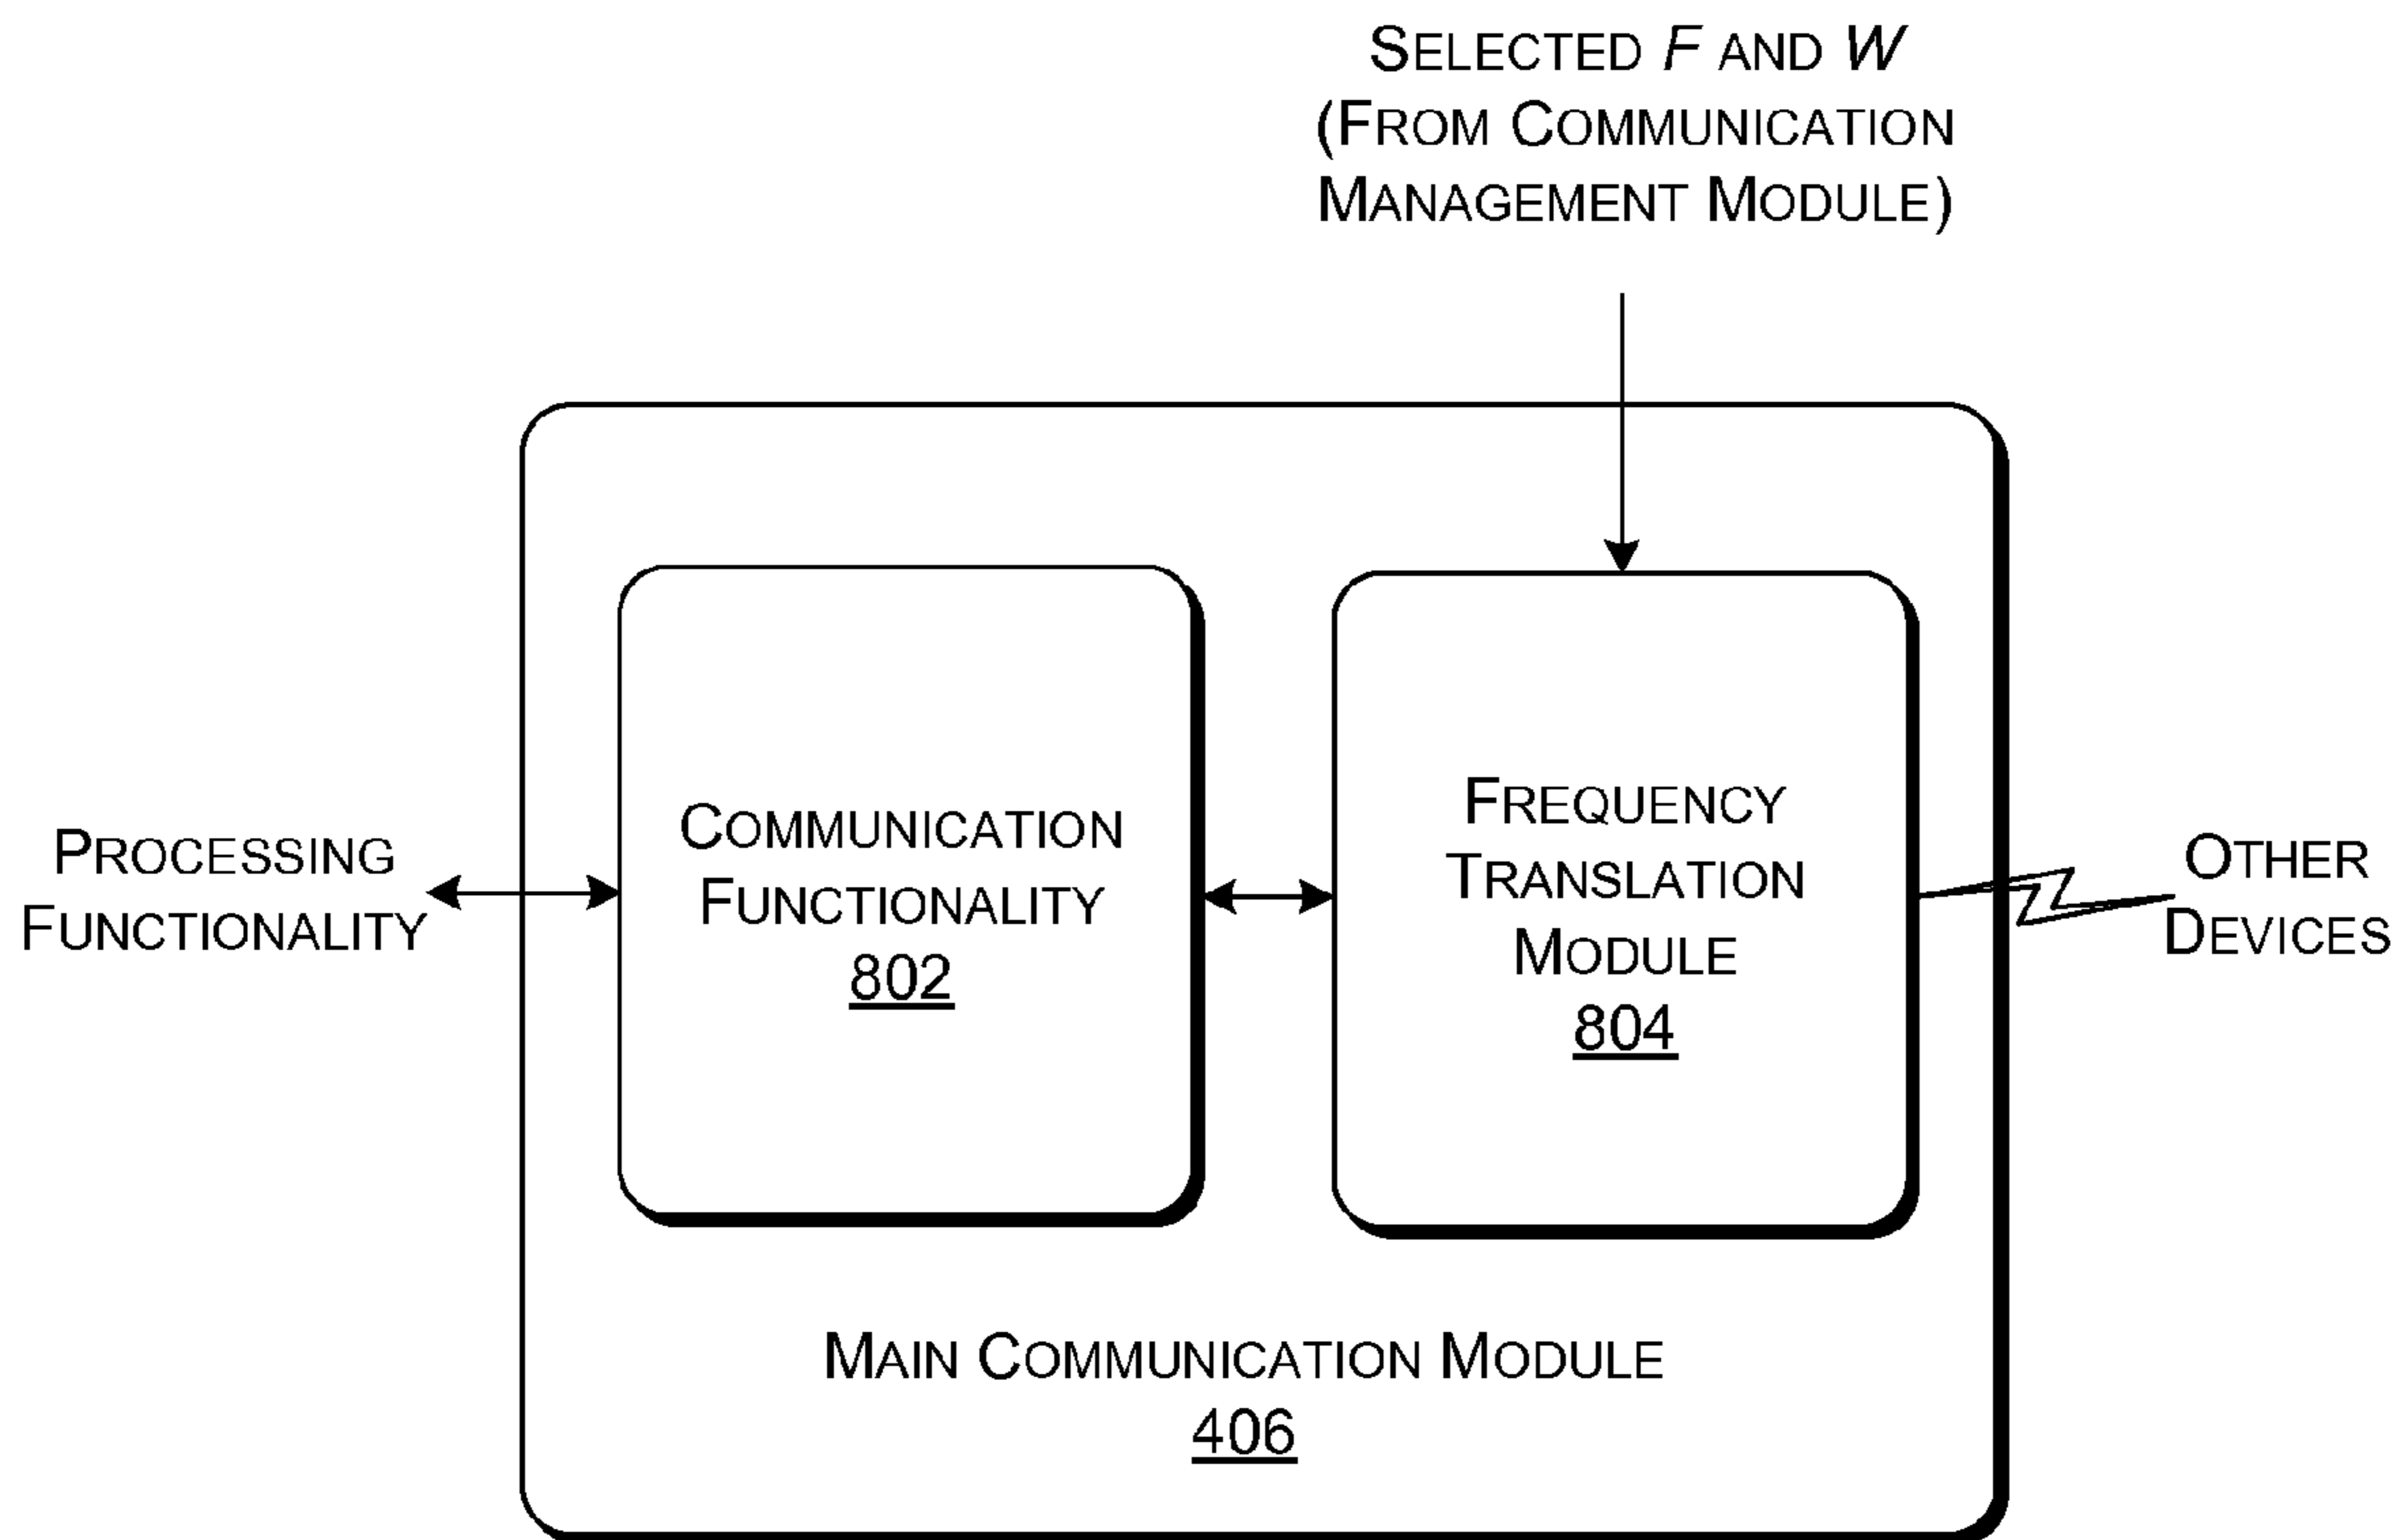 SELECTED F AND W
(FROM COMMUNICATION
MANAGEMENT MODULE)
PROCESSING
FUNCTIONALITY
COMMUNICATION
FUNCTIONALITY
802
FREQUENCY
TRANSLATION
MODULE
804
OTHER
DEVICES
MAIN COMMUNICATION MODULE
406